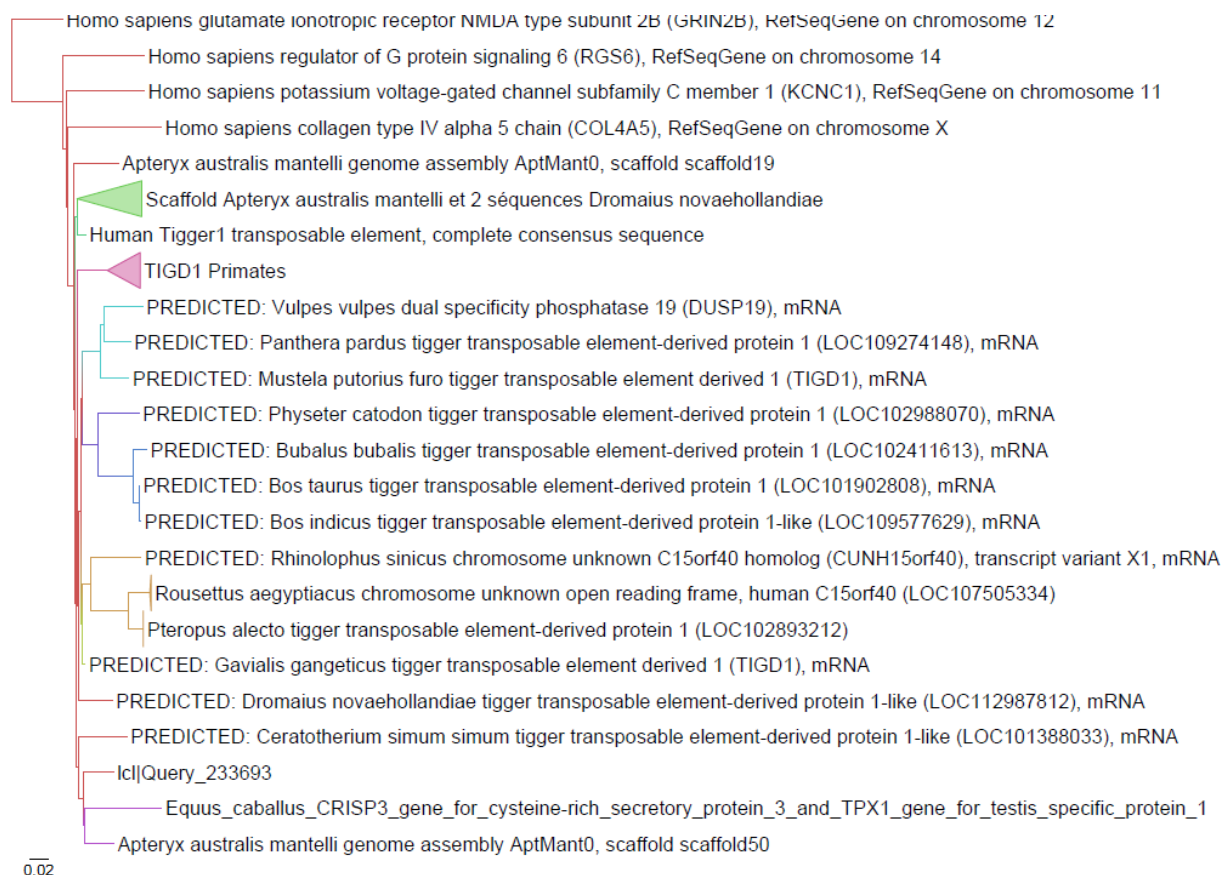 Homo sapiens glutamate ionotropic receptor NMDA type subunit 2B (GRIN2B), RefSeqGene on chromosome 12
Homo sapiens regulator of G protein signaling 6 (RGS6), RefSeqGene on chromosome 14
Homo sapiens potassium voltage-gated channel subfamily C member 1 (KCNC1), RefSeqGene on chromosome 11
Homo sapiens collagen type IV alpha 5 chain (COL4A5), RefSeqGene on chromosome X
Apteryx australis mantelli genome assembly AptMant0, scaffold scaffold19
Scaffold Apteryx australis mantelli et 2 séquences Dromaius novaehollandiae
Human Tigger1 transposable element, complete consensus sequence
TIGD1 Primates
PREDICTED: Vulpes vulpes dual specificity phosphatase 19 (DUSP19), mRNA
PREDICTED: Panthera pardus tigger transposable element-derived protein 1 (LOC109274148), mRNA
PREDICTED: Mustela putorius furo tigger transposable element derived 1 (TIGD1), mRNA
PREDICTED: Physeter catodon tigger transposable element-derived protein 1 (LOC102988070), mRNA
PREDICTED: Bubalus bubalis tigger transposable element-derived protein 1 (LOC102411613), mRNA
PREDICTED: Bos taurus tigger transposable element-derived protein 1 (LOC101902808), mRNA
PREDICTED: Bos indicus tigger transposable element-derived protein 1-like (LOC109577629), mRNA
PREDICTED: Rhinolophus sinicus chromosome unknown C15orf40 homolog (CUNH15orf40), transcript variant X1, mRNA
Rousettus aegyptiacus chromosome unknown open reading frame, human C15orf40 (LOC107505334)
Pteropus alecto tigger transposable element-derived protein 1 (LOC102893212)
PREDICTED: Gavialis gangeticus tigger transposable element derived 1 (TIGD1), mRNA
PREDICTED: Dromaius novaehollandiae tigger transposable element-derived protein 1-like (LOC112987812), mRNA
PREDICTED: Ceratotherium simum simum tigger transposable element-derived protein 1-like (LOC101388033), mRNA
lcl|Query_233693
Equus_caballus_CRISP3_gene_for_cysteine-rich_secretory_protein_3_and_TPX1_gene_for_testis_specific_protein_1
Apteryx australis mantelli genome assembly AptMant0, scaffold scaffold50
0.02